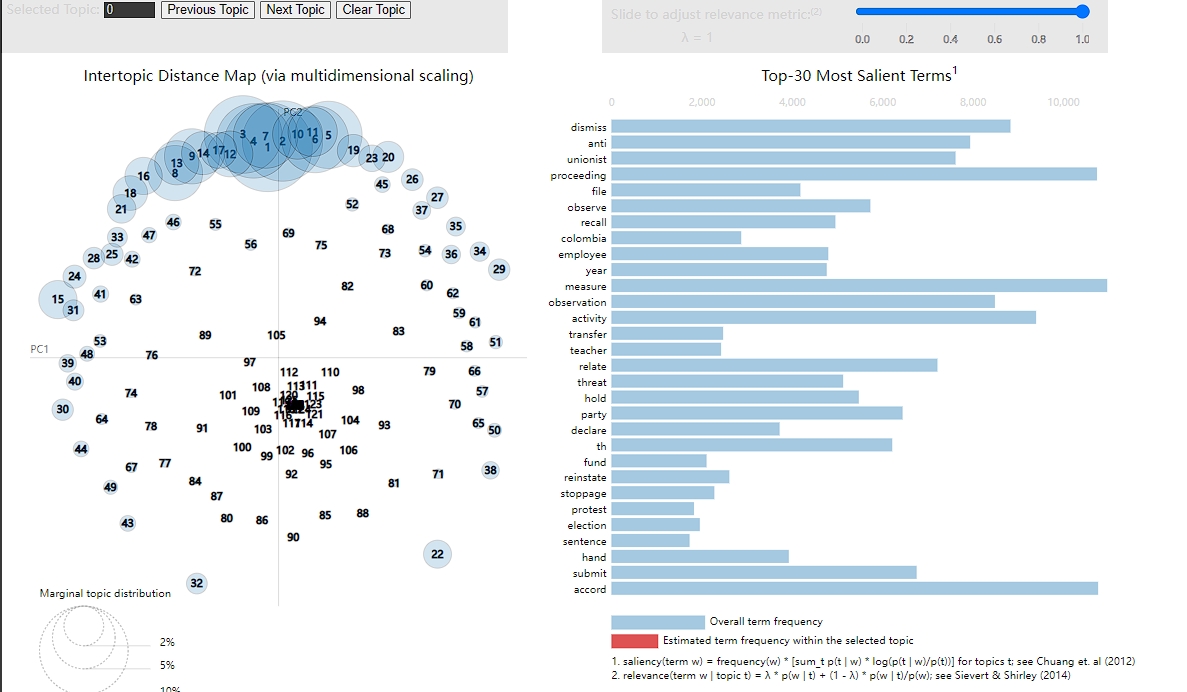 Selected Topic: 0 Previous Topic Next Topic Clear Topic
Slide to adjust relevance metric:(2)
λ = 1
0.0 0.2 0.4 0.6 0.8 1.0
Intertopic Distance Map (via multidimensional scaling)
PC2
PC1
3 4 7 1 2 10 11 6 5
13 9 14 17 12 8 19 23 20
16 18 21 45 26 27 37 52
46 47 55 56 69 75 68 73 35
33 28 25 42 54 36 34 29
24 15 31 41 63 72 82 60 62
59 61 94 83 89 105 53 48 76
58 51 39 40 97 112 110 79 66
74 101 108 113 111 115 98 57
30 64 78 91 109 103 123 121 104 93 70 65 50
107 44 67 77 100 99 102 96 95 106
49 84 87 92 81 71 38
43 80 86 85 88 90 22
32
Marginal topic distribution
2%
5%
10%
Top-30 Most Salient Terms1
0 2,000 4,000 6,000 8,000 10,000
dismiss
anti
unionist
proceeding
file
observe
recall
colombia
employee
year
measure
observation
activity
transfer
teacher
relate
threat
hold
party
declare
th
fund
reinstate
stoppage
protest
election
sentence
hand
submit
accord
Overall term frequency
Estimated term frequency within the selected topic
1. saliency(term w) = frequency(w) * [sum_t p(t | w) * log(p(t | w)/p(t))] for topics t; see Chuang et. al (2012)
2. relevance(term w | topic t) = λ * p(w | t) + (1 - λ) * p(w | t)/p(w); see Sievert & Shirley (2014)